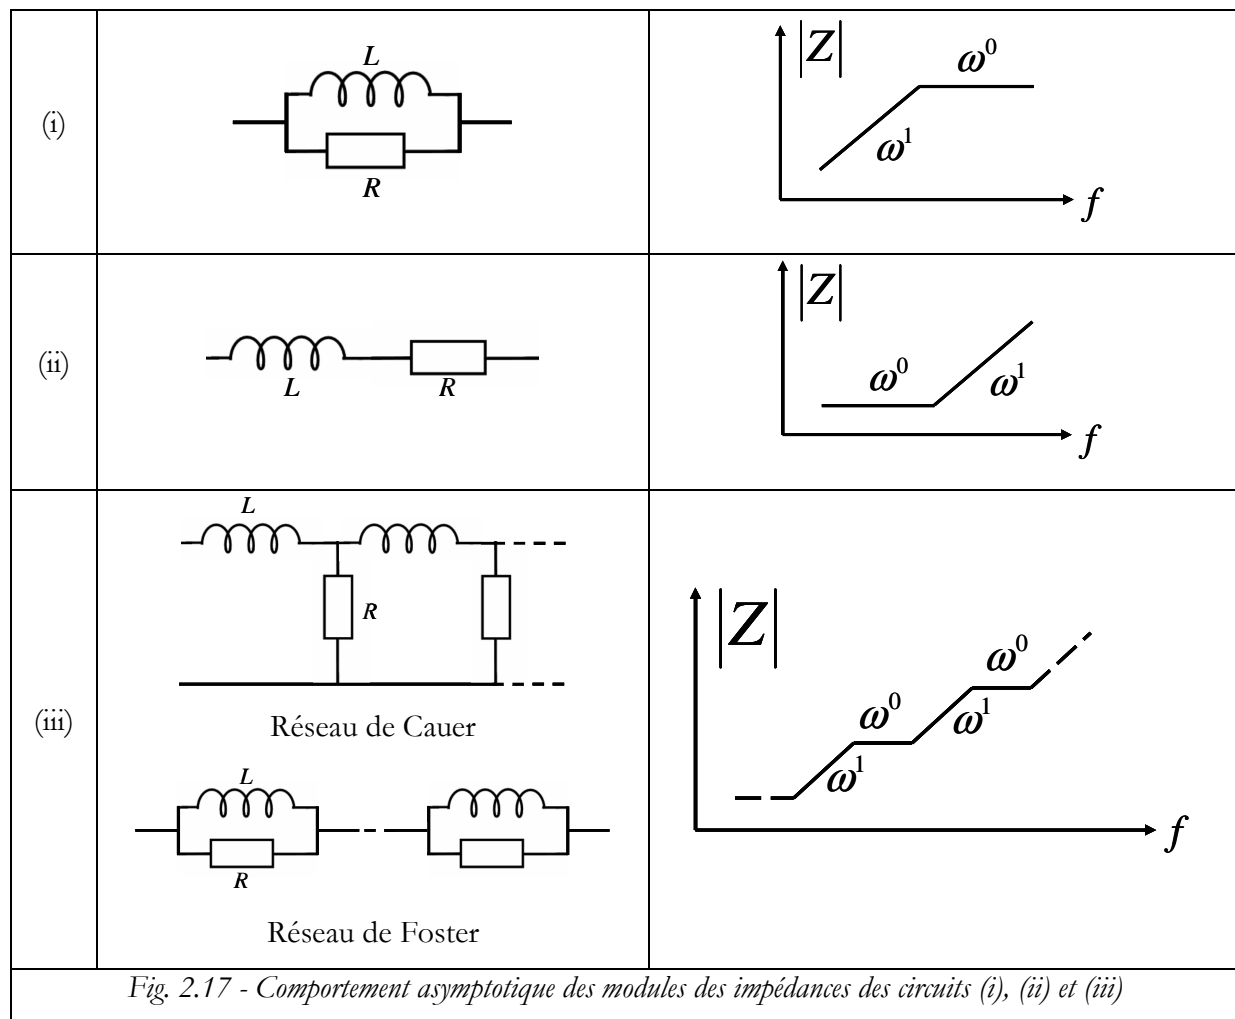 (i)
L
R
|Z|
ω⁰
ω¹
f
(ii)
L
R
|Z|
ω⁰
ω¹
f
(iii)
L
R
Réseau de Cauer
L
R
Réseau de Foster
|Z|
ω⁰
ω⁰
ω¹
ω¹
f
Fig. 2.17 - Comportement asymptotique des modules des impédances des circuits (i), (ii) et (iii)